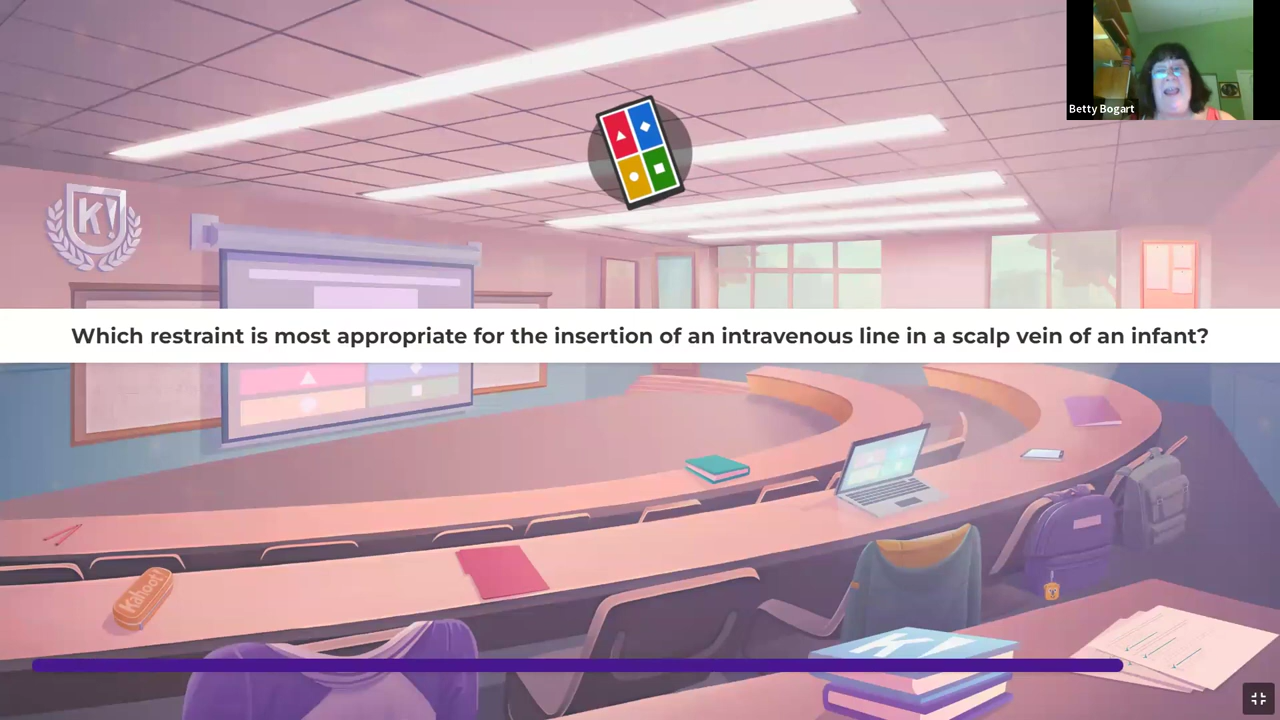 Betty Bogart
K!
Which restraint is most appropriate for the insertion of an intravenous line in a scalp vein of an infant?
Kahoot!
K!